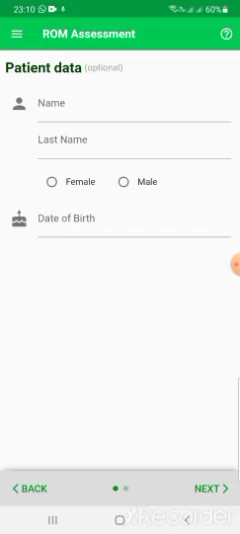 23:10 60%
ROM Assessment
Patient data (optional)
Name
Last Name
Female Male
Date of Birth
< BACK NEXT >
XRecorder